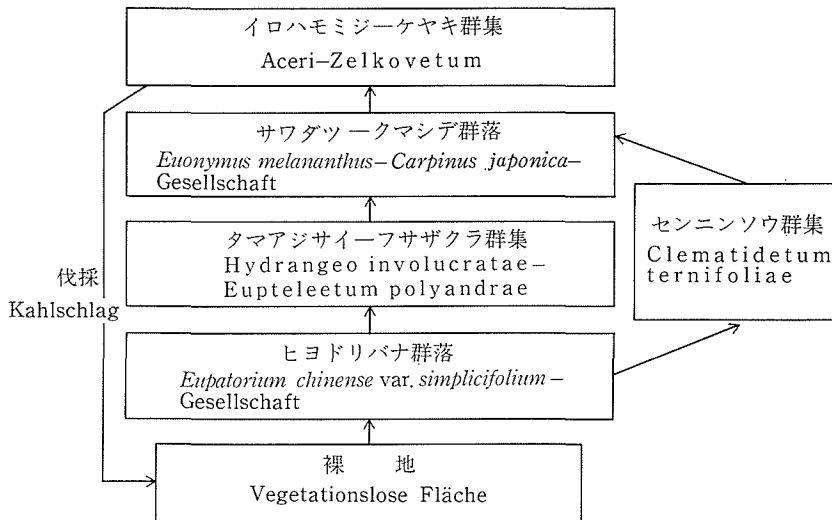 イロハモミジーケヤキ群集
Aceri–Zelkovetum
サワダツ ークマシデ群落
Euonymus melananthus–Carpinus japonica–
Gesellschaft
タマアジサイーフサザクラ群集
Hydrangeo involucratae–
Eupteleetum polyandrae
ヒヨドリバナ群落
Eupatorium chinense var. simplicifolium –
Gesellschaft
裸 地
Vegetationslose Fläche
センニンソウ群集
Clematidetum
ternifoliae
伐採
Kahlschlag